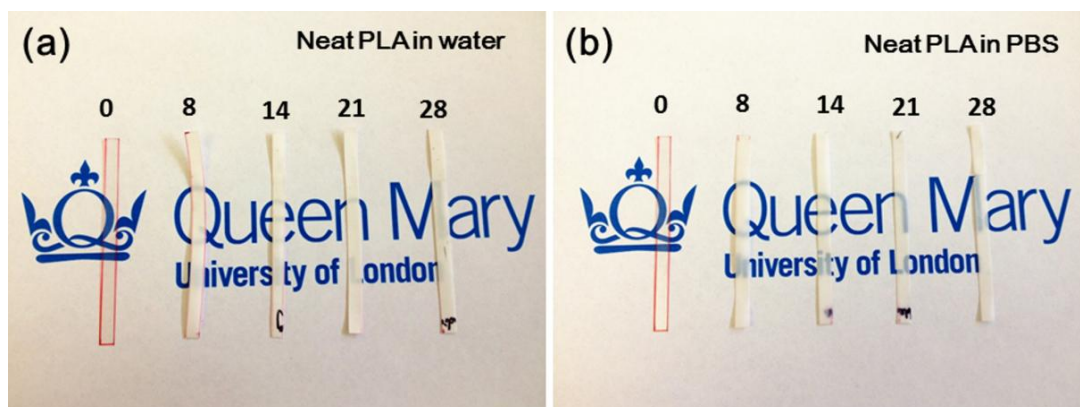 (a) Neat PLA in water
0 8 14 21 28
Queen Mary
University of London
(b) Neat PLA in PBS
0 8 14 21 28
Queen Mary
University of London